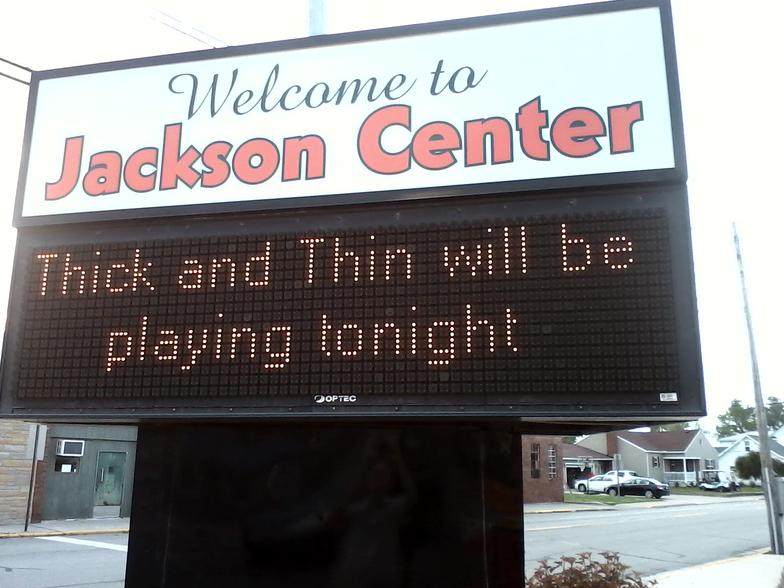 Welcome to
Jackson Center
Thick and Thin will be
playing tonight
OPTEC